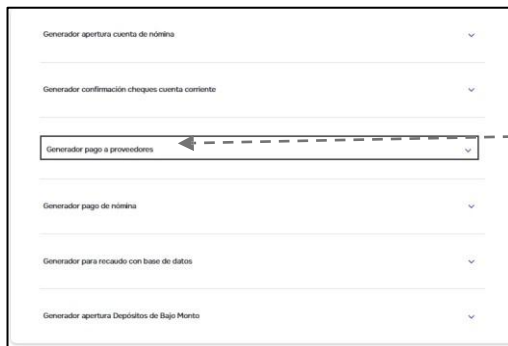 Generador apertura cuenta de nómina
Generador confirmación cheques cuenta corriente
Generador pago a proveedores
Generador pago de nómina
Generador para recaudo con base de datos
Generador apertura Depósitos de Bajo Monto